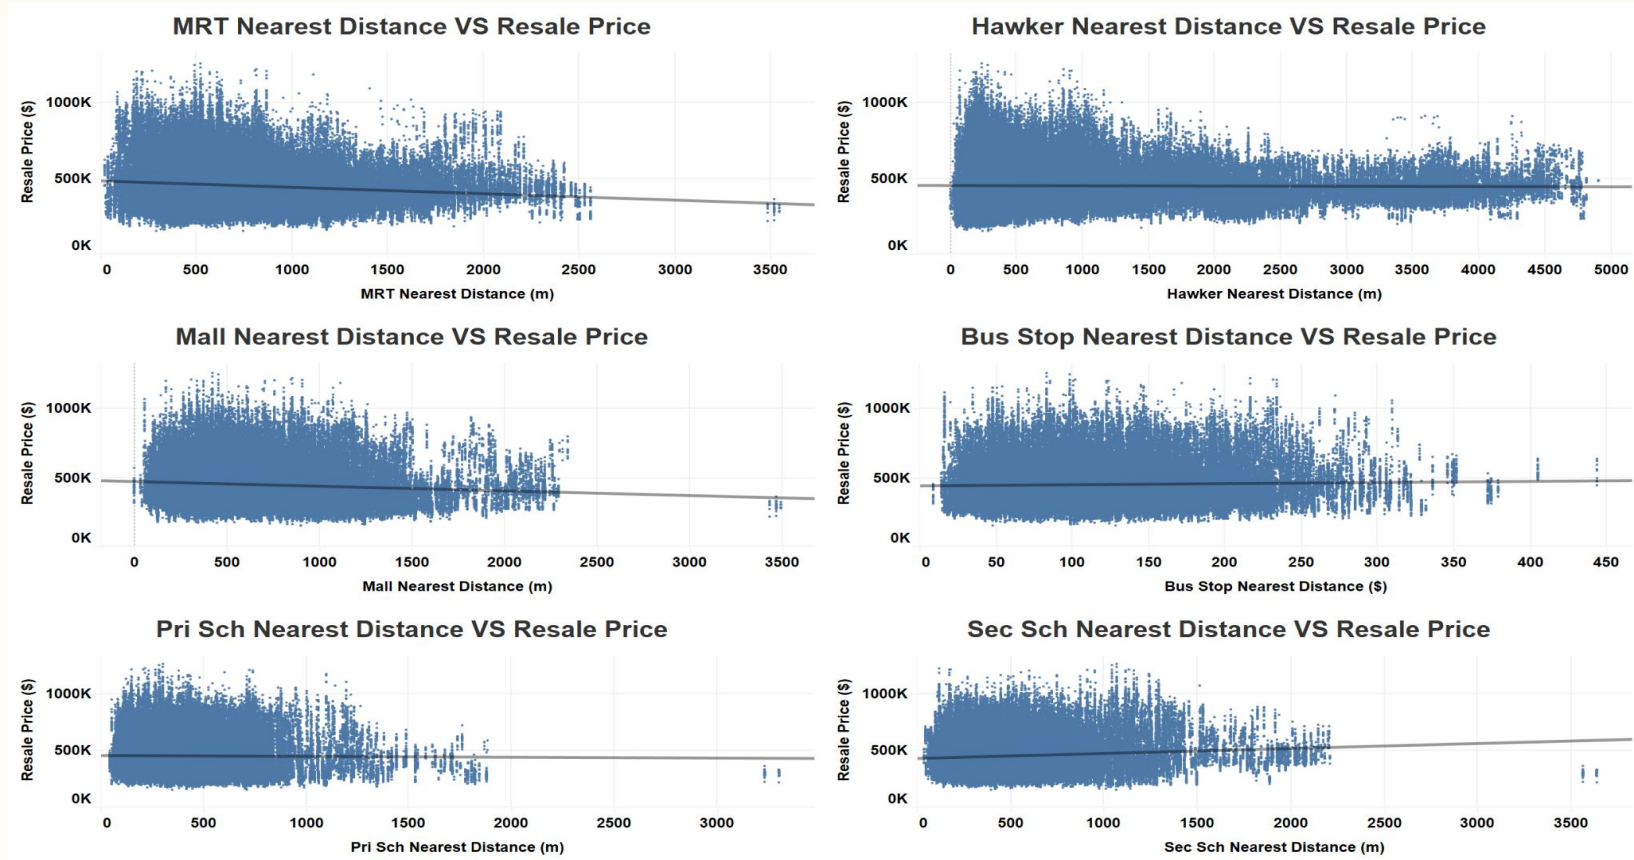 MRT Nearest Distance VS Resale Price
Resale Price ($)
1000K
500K
0K
0 500 1000 1500 2000 2500 3000 3500
MRT Nearest Distance (m)
Hawker Nearest Distance VS Resale Price
Resale Price ($)
1000K
500K
0K
0 500 1000 1500 2000 2500 3000 3500 4000 4500 5000
Hawker Nearest Distance (m)
Mall Nearest Distance VS Resale Price
Resale Price ($)
1000K
500K
0K
0 500 1000 1500 2000 2500 3000 3500
Mall Nearest Distance (m)
Bus Stop Nearest Distance VS Resale Price
Resale Price ($)
1000K
500K
0K
0 50 100 150 200 250 300 350 400 450
Bus Stop Nearest Distance ($)
Pri Sch Nearest Distance VS Resale Price
Resale Price ($)
1000K
500K
0K
0 500 1000 1500 2000 2500 3000
Pri Sch Nearest Distance (m)
Sec Sch Nearest Distance VS Resale Price
Resale Price ($)
1000K
500K
0K
0 500 1000 1500 2000 2500 3000 3500
Sec Sch Nearest Distance (m)